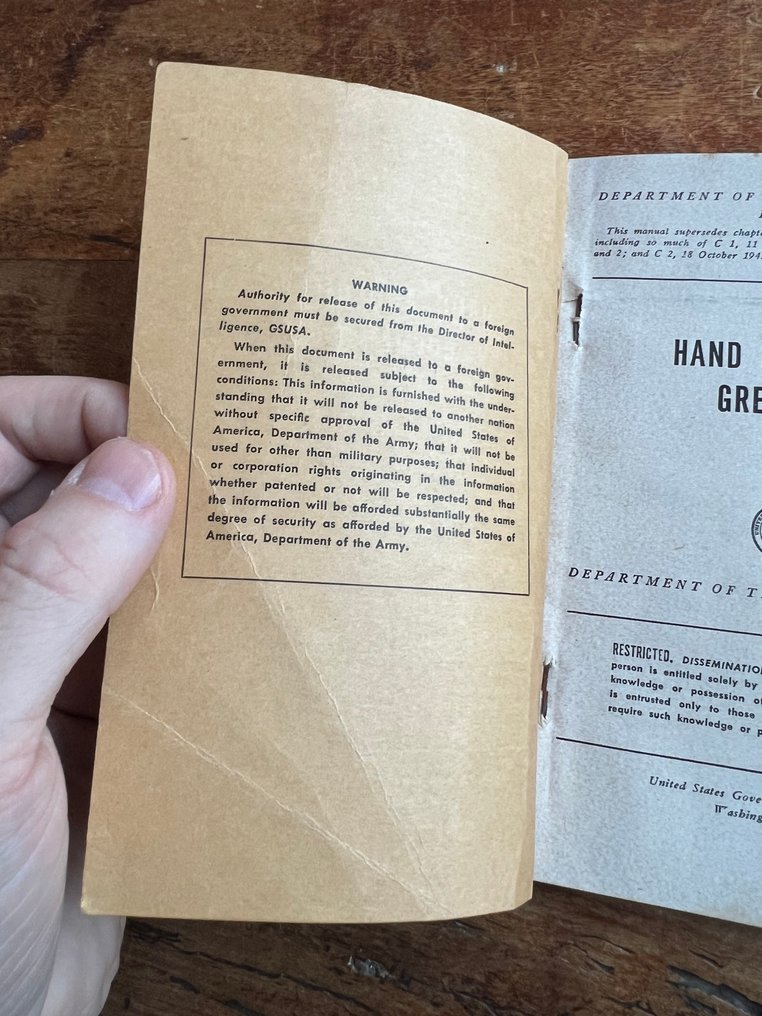 WARNING
Authority for release of this document to a foreign
government must be secured from the Director of Intel-
ligence, GSUSA.
When this document is released to a foreign gov-
ernment, it is released subject to the following
conditions: This information is furnished with the under-
standing that it will not be released to another nation
without specific approval of the United States of
America, Department of the Army; that it will not be
used for other than military purposes; that individual
or corporation rights originating in the information
whether patented or not will be respected; and that
the information will be afforded substantially the same
degree of security as afforded by the United States of
America, Department of the Army.
DEPARTMENT OF
This manual supersedes
including so much of C 1, 11
and 2; and C 2, 18 October
HAND
DEPARTMENT OF
RESTRICTED. DISSEMINATION
person is entitled solely by
knowledge or possession
is entrusted only to those
require such knowledge or
United States